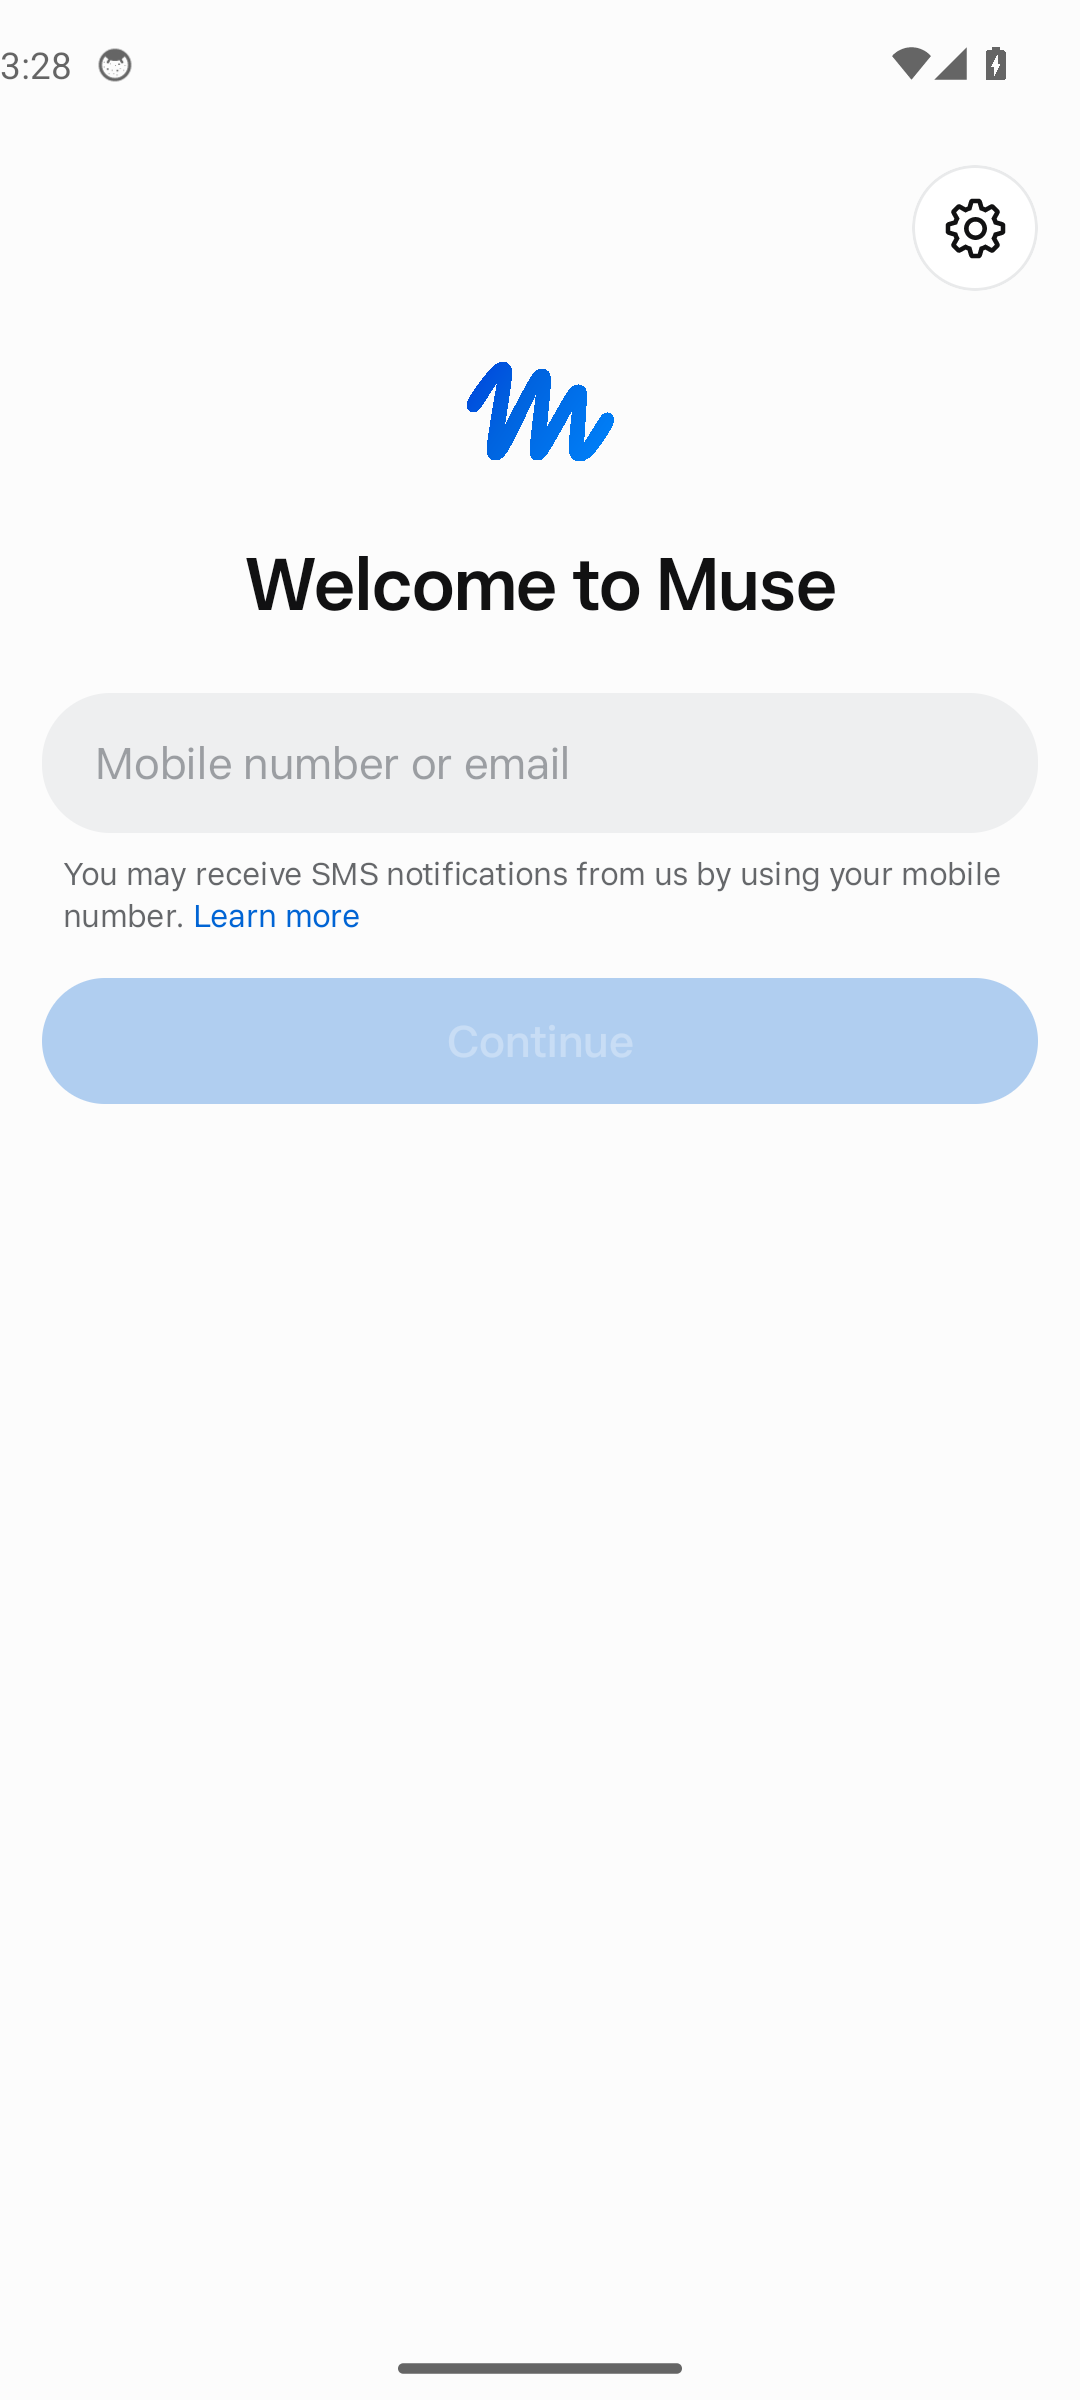 3:28
Welcome to Muse
Mobile number or email
You may receive SMS notifications from us by using your mobile
number. Learn more
Continue